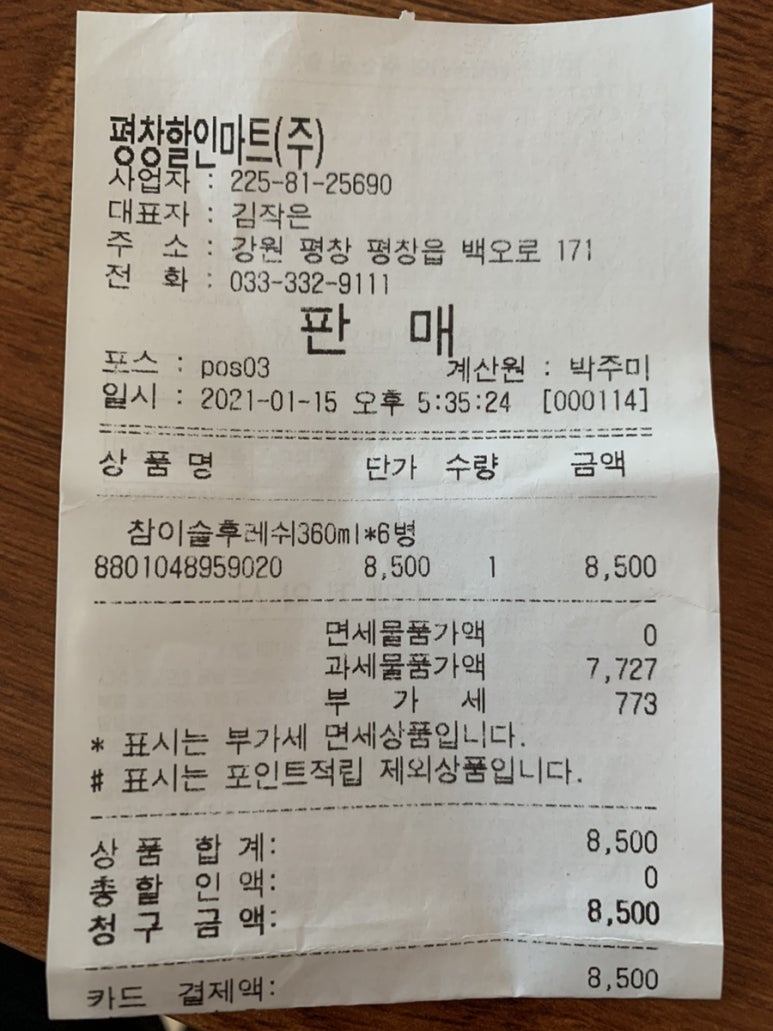 평창할인마트(주)
사업자 : 225-81-25690
대표자 : 김작은
주 소 : 강원 평창 평창읍 백오로 171
전 화 : 033-332-9111
판 매
포스 : pos03 계산원 : 박주미
일시 : 2021-01-15 오후 5:35:24 [000114]
상 품 명 단가 수량 금액
참이슬후레쉬360ml*6병
8801048959020 8,500 1 8,500
면세물품가액 0
과세물품가액 7,727
부 가 세 773
* 표시는 부가세 면세상품입니다.
# 표시는 포인트적립 제외상품입니다.
상 품 합 계: 8,500
총 할 인 액: 0
청 구 금 액: 8,500
카드 결제액: 8,500